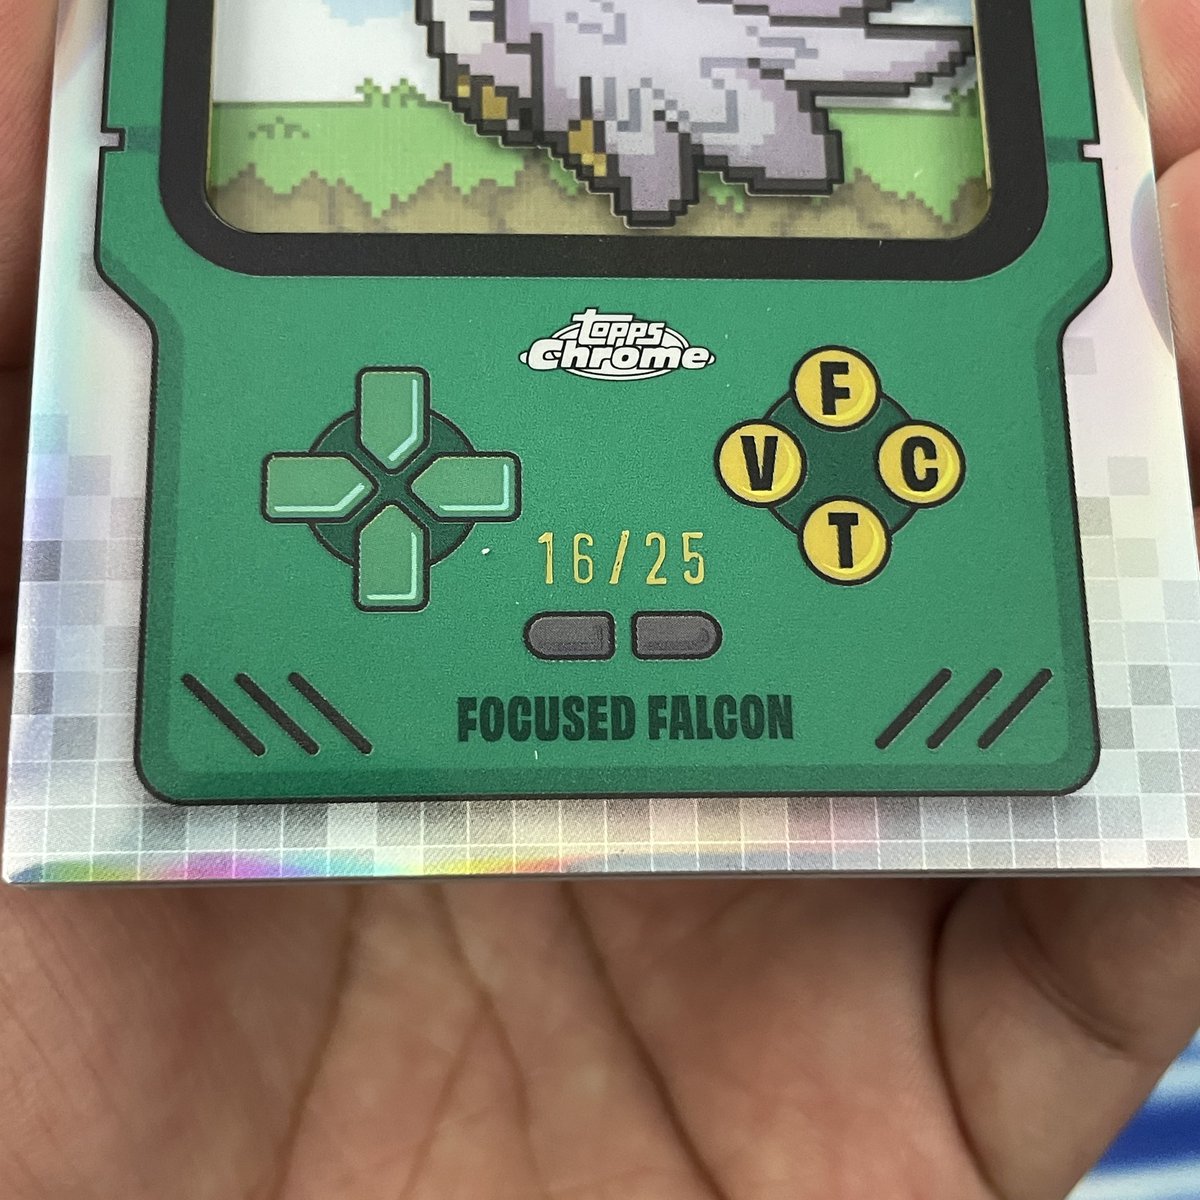 topps
Chrome
F
V
C
T
16/25
FOCUSED FALCON